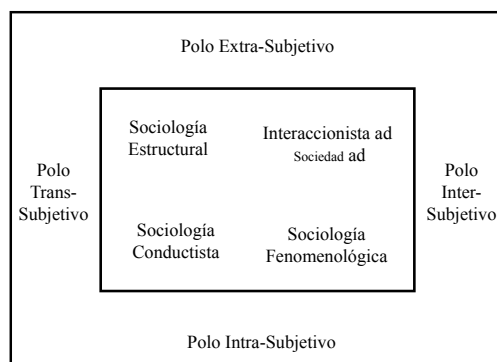 Polo Extra-Subjetivo
Sociología
Estructural
Interaccionista ad
Sociedad ad
Polo
Trans-
Subjetivo
Polo
Inter-
Subjetivo
Sociología
Conductista
Sociología
Fenomenológica
Polo Intra-Subjetivo